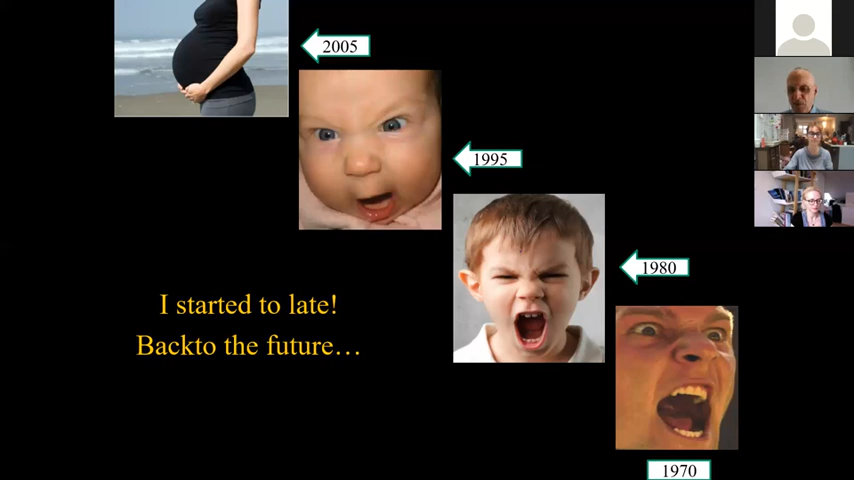 2005
1995
1980
I started to late!
Backto the future…
1970